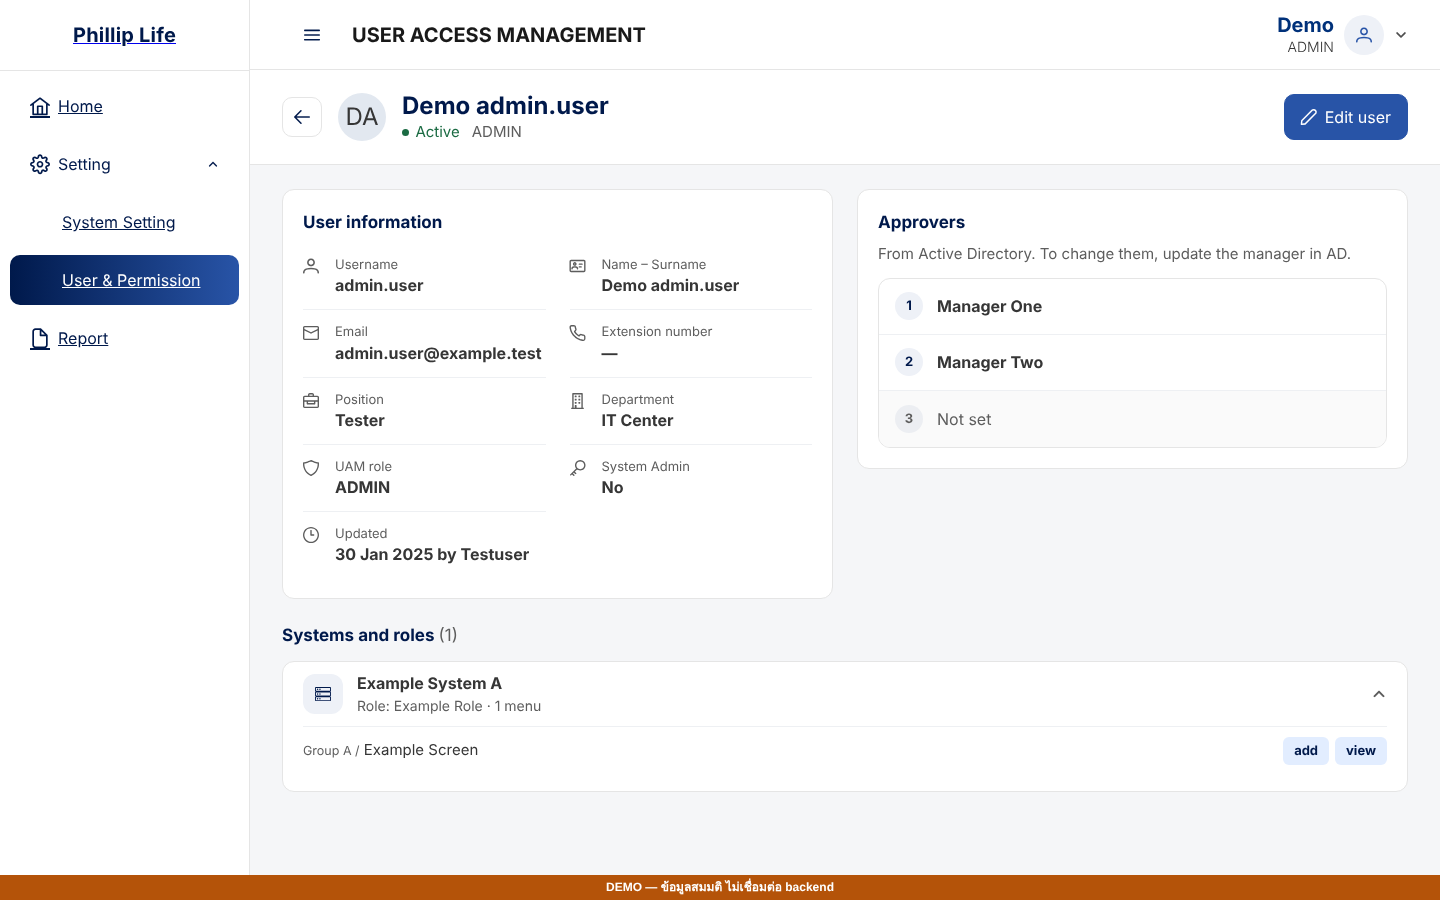 Phillip Life
USER ACCESS MANAGEMENT
Demo
ADMIN
Home
Setting
System Setting
User & Permission
Report
DA
Demo admin.user
Active ADMIN
Edit user
User information
Username
admin.user
Name – Surname
Demo admin.user
Email
admin.user@example.test
Extension number
—
Position
Tester
Department
IT Center
UAM role
ADMIN
System Admin
No
Updated
30 Jan 2025 by Testuser
Approvers
From Active Directory. To change them, update the manager in AD.
1 Manager One
2 Manager Two
3 Not set
Systems and roles (1)
Example System A
Role: Example Role · 1 menu
Group A / Example Screen
add view
DEMO — ข้อมูลสมมติ ไม่เชื่อมต่อ backend